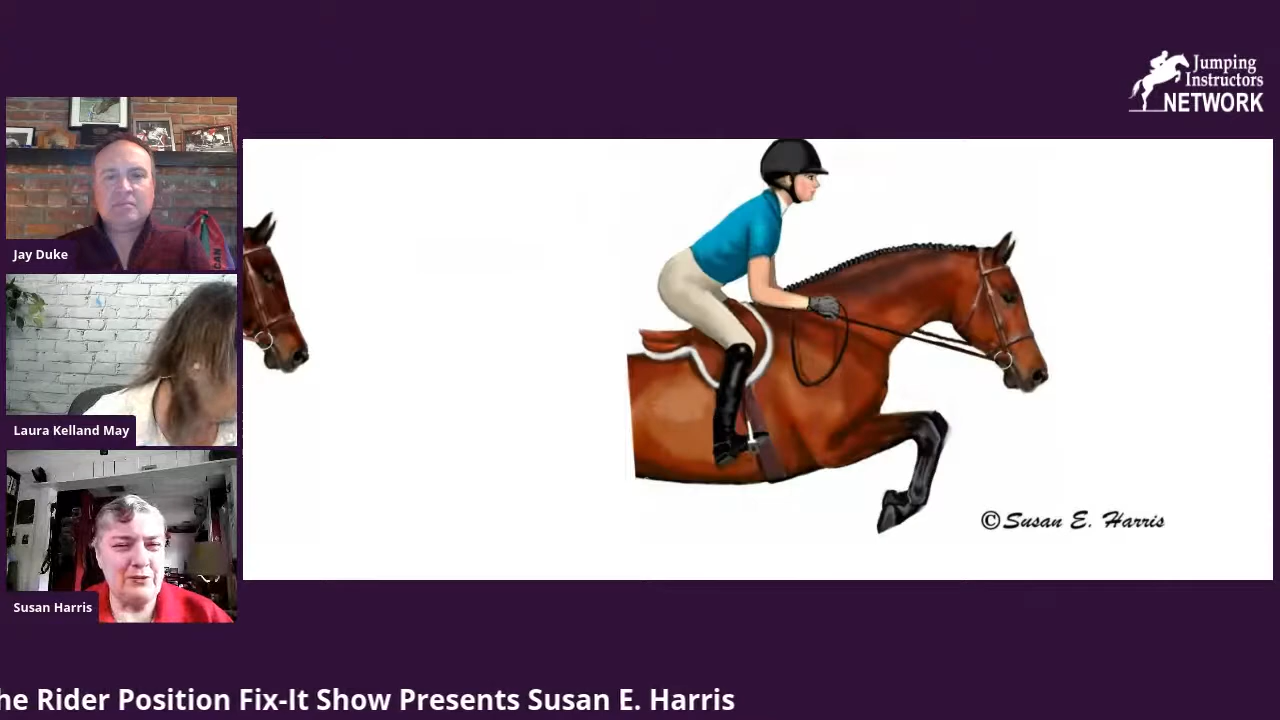 Jumping
Instructors
NETWORK
Jay Duke
Laura Kelland May
©Susan E. Harris
Susan Harris
he Rider Position Fix-It Show Presents Susan E. Harris